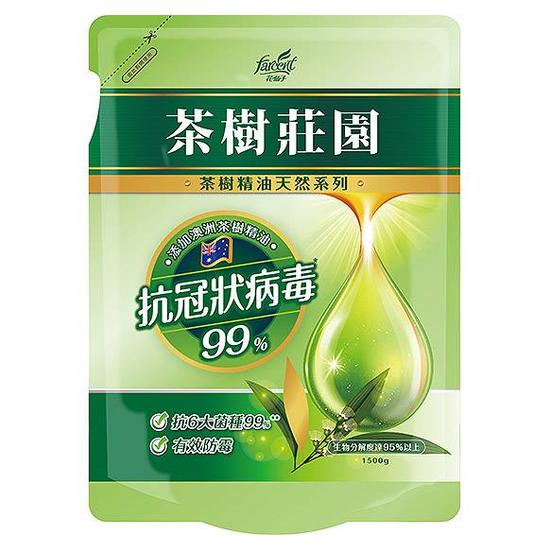 farcent
花仙子
茶樹莊園
茶樹精油天然系列
添加澳洲茶樹精油
抗冠狀病毒*
99%
抗6大菌種99%**
有效防霉
生物分解度達95%以上
1500g